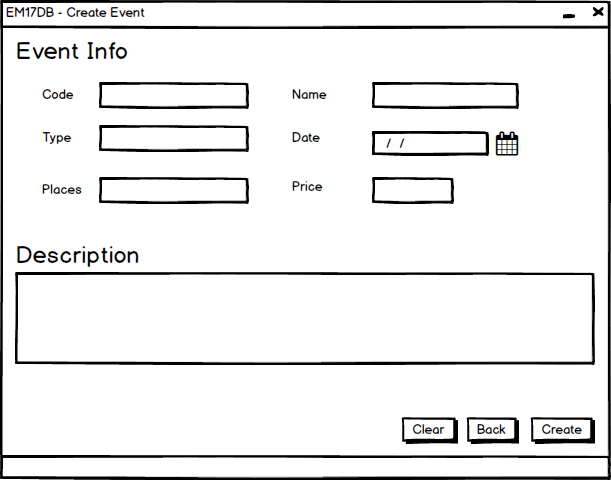 EM17DB - Create Event
Event Info
Code Name
Type Date / /
Places Price
Description
Clear Back Create